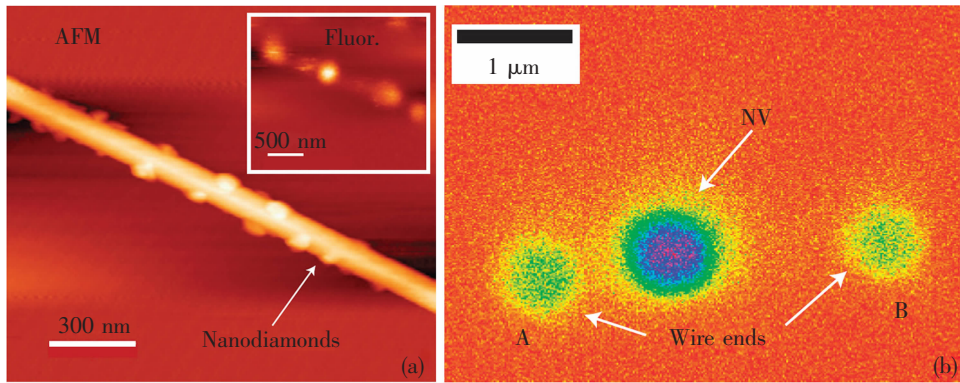 AFM
Fluor.
500 nm
300 nm
Nanodiamonds
(a)
1 μm
NV
A
Wire ends
B
(b)